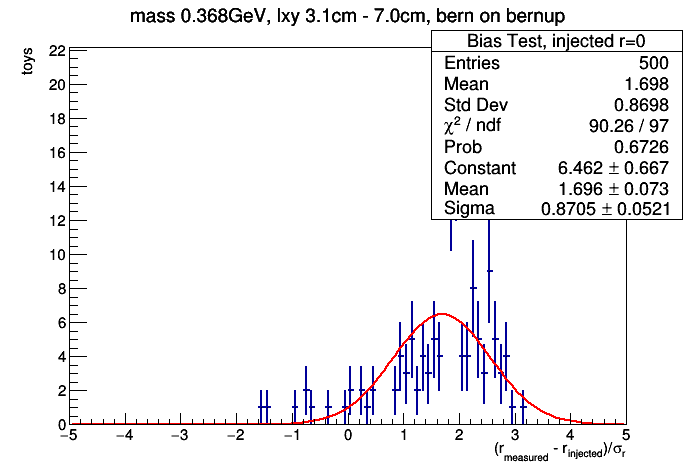 mass 0.368GeV, lxy 3.1cm - 7.0cm, bern on bernup
Bias Test, injected r=0
Entries 500
Mean 1.698
Std Dev 0.8698
χ² / ndf 90.26 / 97
Prob 0.6726
Constant 6.462 ± 0.667
Mean 1.696 ± 0.073
Sigma 0.8705 ± 0.0521
toys
22
20
18
16
14
12
10
8
6
4
2
0
−5 −4 −3 −2 −1 0 1 2 3 4 5
(r_measured - r_injected)/σ_r